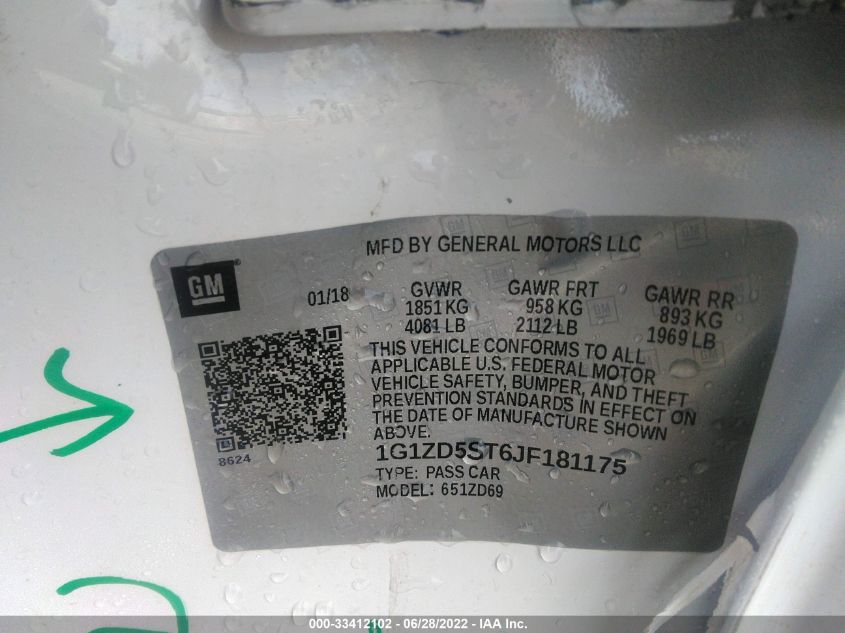 MFD BY GENERAL MOTORS LLC
GM
01/18
GVWR
1851 KG
4081 LB
GAWR FRT
958 KG
2112 LB
GAWR RR
893 KG
1969 LB
THIS VEHICLE CONFORMS TO ALL
APPLICABLE U.S. FEDERAL MOTOR
VEHICLE SAFETY, BUMPER, AND THEFT
PREVENTION STANDARDS IN EFFECT ON
THE DATE OF MANUFACTURE SHOWN
ABOVE.
8624
1G1ZD5ST6JF181175
TYPE: PASS CAR
MODEL: 651ZD69
000-33412102 - 06/28/2022 - IAA Inc.